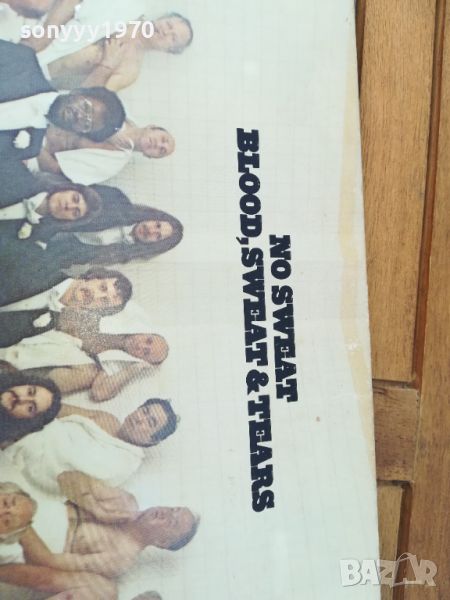 sonyyy1970
NO SWEAT
BLOOD, SWEAT & TEARS
BAZAR